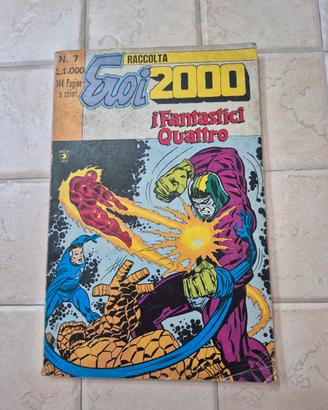 N. 7
L.1.000
144 Pagine
a colori
RACCOLTA
Eroi 2000
i Fantastici
Quattro